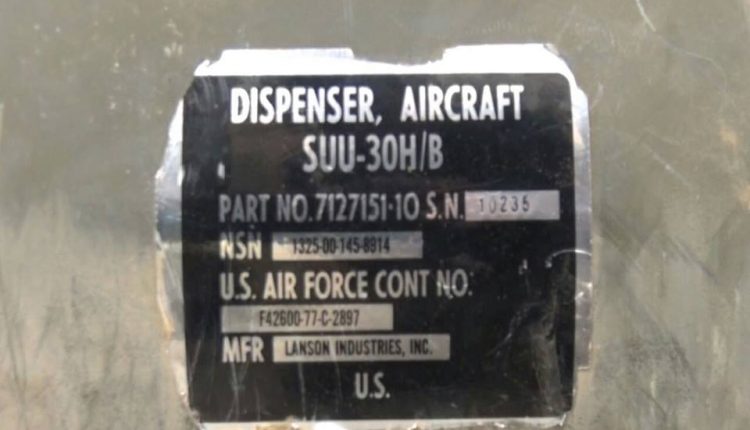 DISPENSER, AIRCRAFT
SUU-30H/B
PART NO. 7127151-10 S.N. 10235
NSN 1325-00-145-8914
U.S. AIR FORCE CONT NO:
F42600-77-C-2897
MFR LANSON INDUSTRIES, INC.
U.S.